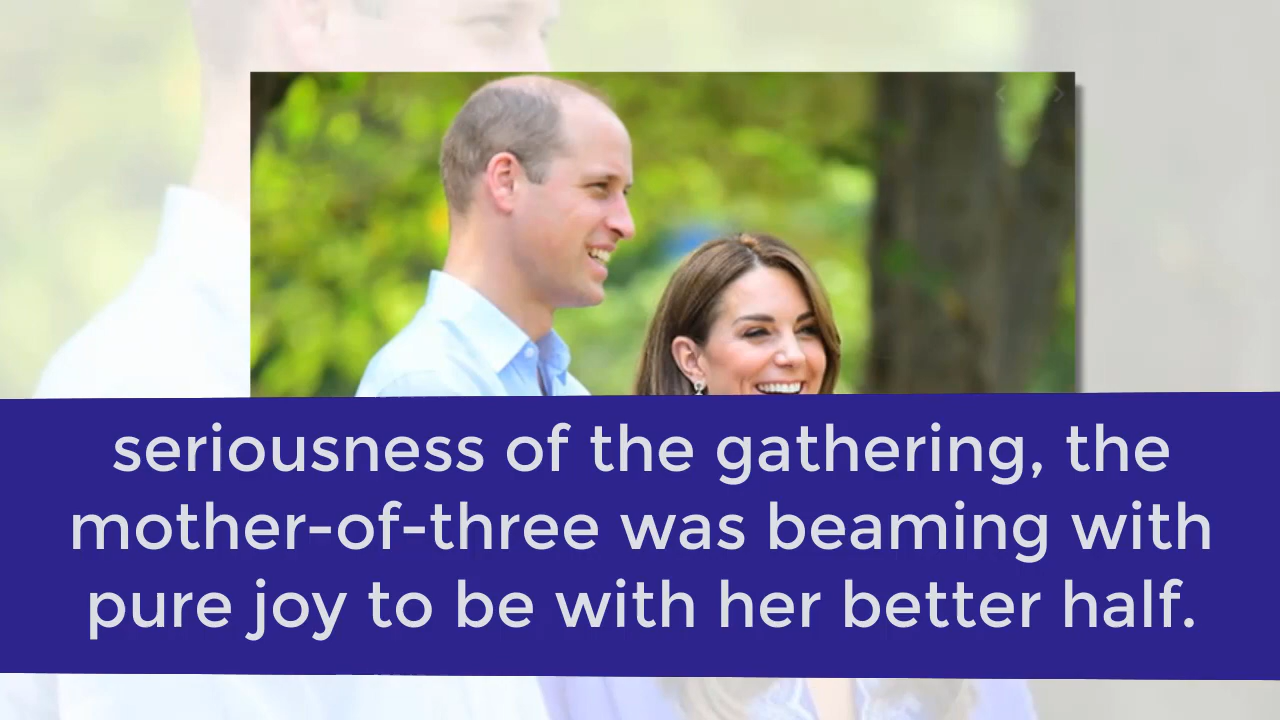 seriousness of the gathering, the
mother-of-three was beaming with
pure joy to be with her better half.